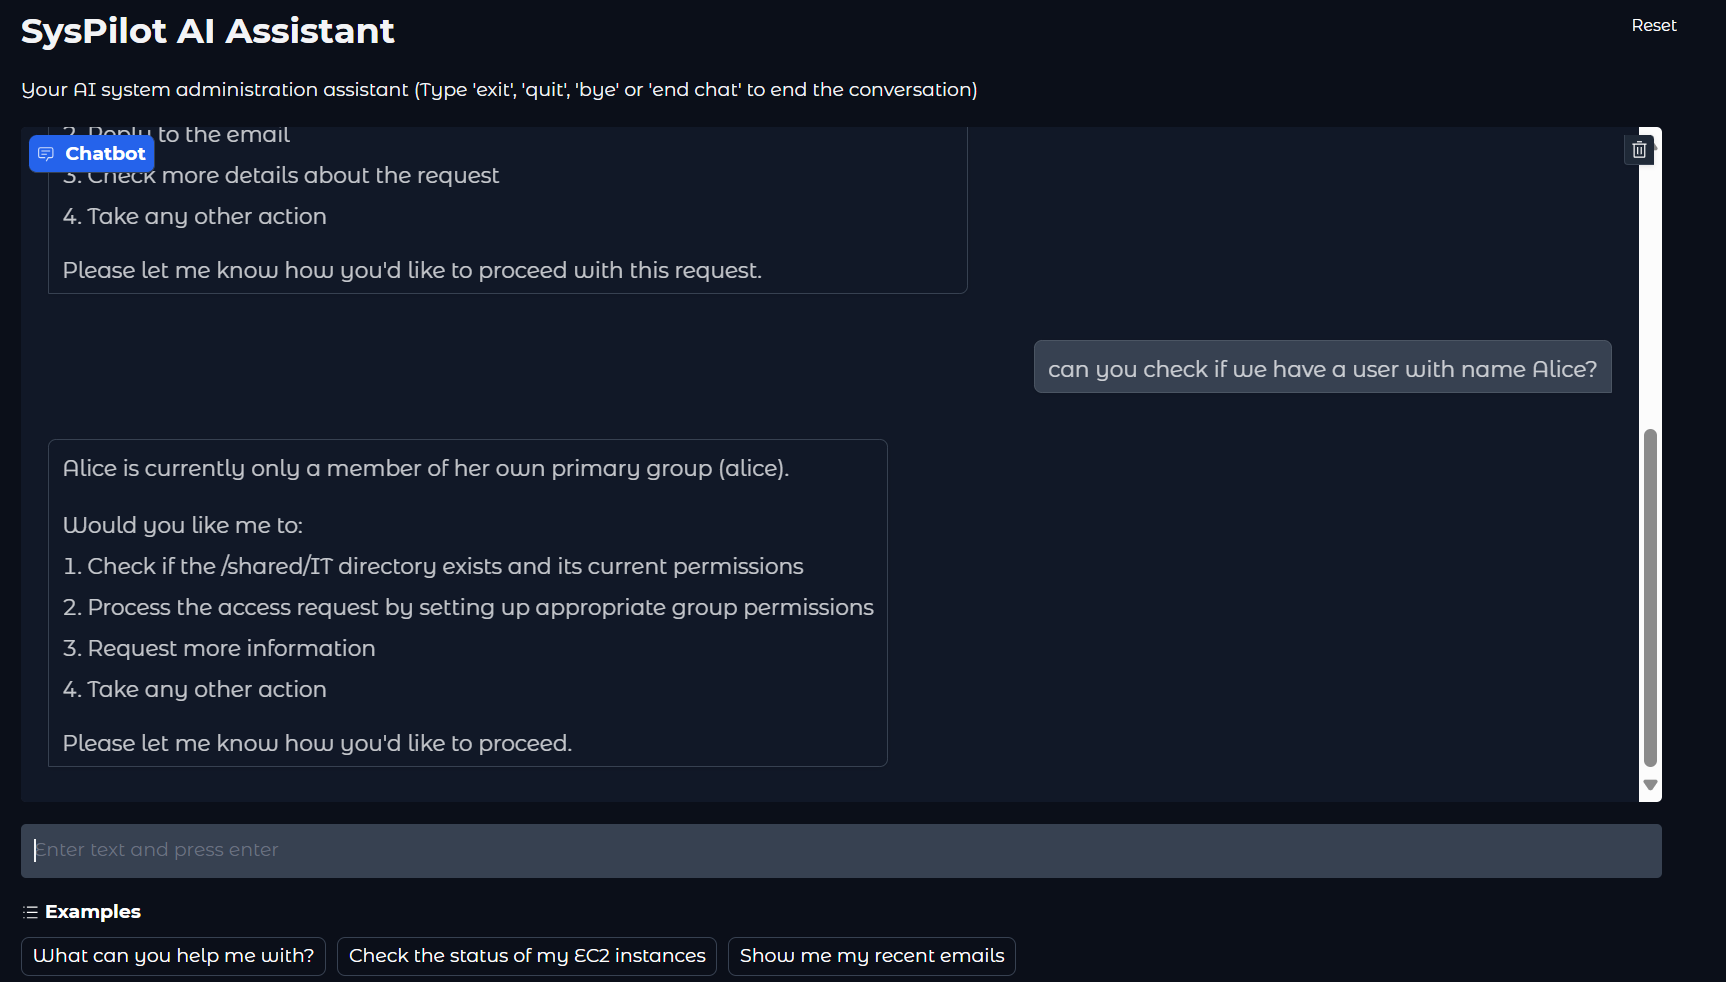 SysPilot AI Assistant
Reset
Your AI system administration assistant (Type 'exit', 'quit', 'bye' or 'end chat' to end the conversation)
2. Reply to the email
Chatbot
3. Check more details about the request
4. Take any other action
Please let me know how you'd like to proceed with this request.
can you check if we have a user with name Alice?
Alice is currently only a member of her own primary group (alice).
Would you like me to:
1. Check if the /shared/IT directory exists and its current permissions
2. Process the access request by setting up appropriate group permissions
3. Request more information
4. Take any other action
Please let me know how you'd like to proceed.
Enter text and press enter
Examples
What can you help me with?
Check the status of my EC2 instances
Show me my recent emails